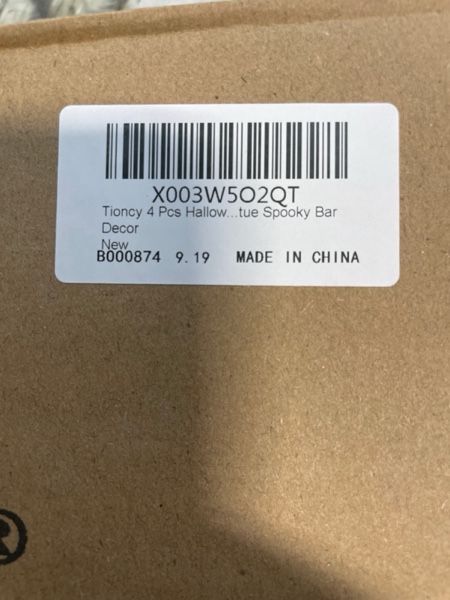 X003W5O2QT
Tioncy 4 Pcs Hallow...tue Spooky Bar
Decor
New
B000874 9.19 MADE IN CHINA
®